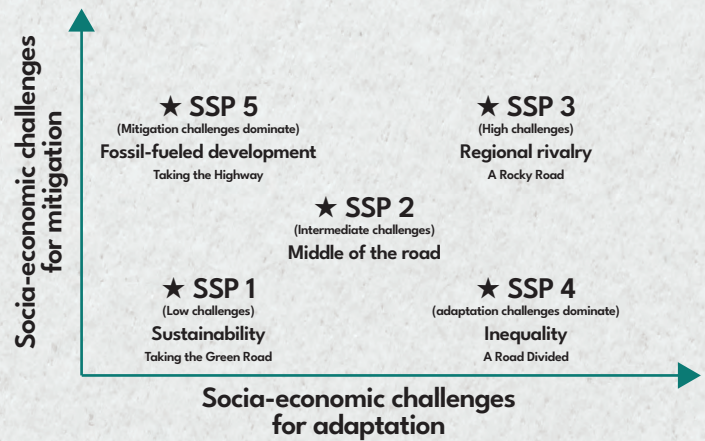 Socia-economic challenges
for mitigation
★ SSP 5
(Mitigation challenges dominate)
Fossil-fueled development
Taking the Highway
★ SSP 3
(High challenges)
Regional rivalry
A Rocky Road
★ SSP 2
(Intermediate challenges)
Middle of the road
★ SSP 1
(Low challenges)
Sustainability
Taking the Green Road
★ SSP 4
(adaptation challenges dominate)
Inequality
A Road Divided
Socia-economic challenges
for adaptation